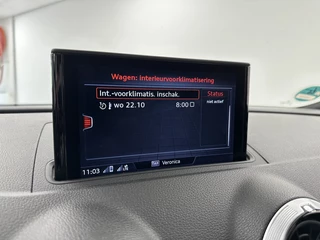 Wagen: interieurvoorklimatisering
Int.-voorklimatis. inschak.
Status
wo 22.10 8:00
niet actief
11:03
Veronica